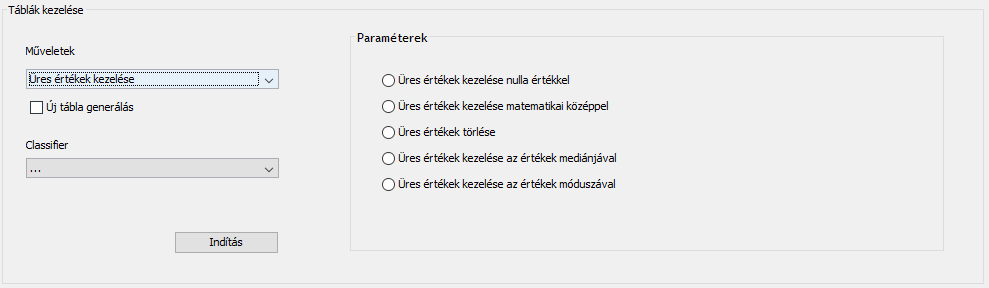 Táblák kezelése
Műveletek
Üres értékek kezelése
Új tábla generálás
Classifier
...
Indítás
Paraméterek
Üres értékek kezelése nulla értékkel
Üres értékek kezelése matematikai középpel
Üres értékek törlése
Üres értékek kezelése az értékek mediánjával
Üres értékek kezelése az értékek móduszával